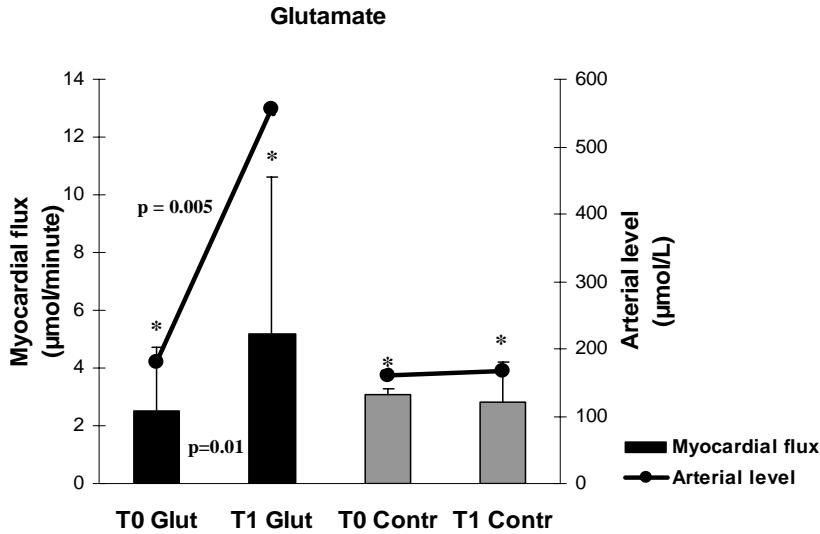 Glutamate
14
12
10
8
6
4
2
0
Myocardial flux
(µmol/minute)
p = 0.005
p=0.01
*
*
*
*
600
500
400
300
200
100
0
Arterial level
(µmol/L)
T0 Glut T1 Glut T0 Contr T1 Contr
Myocardial flux
Arterial level